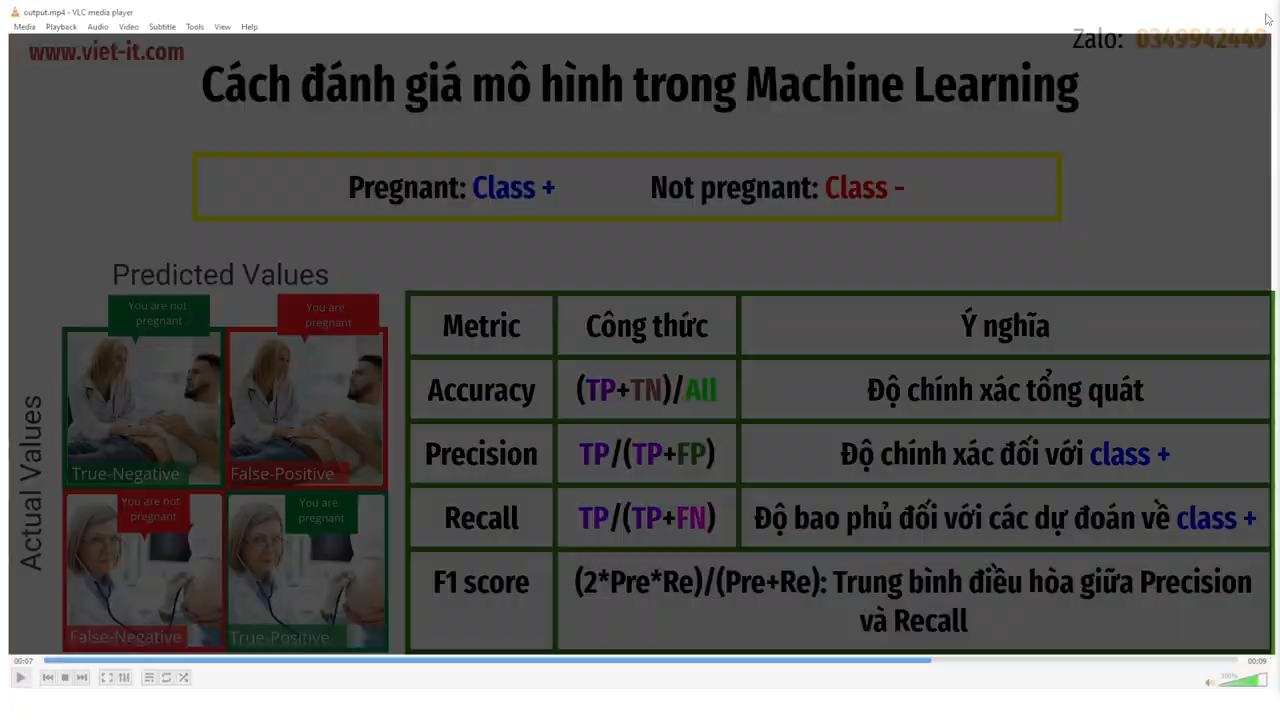 output.mp4 - VLC media player
Media Playback Audio Video Subtitle Tools View Help
www.viet-it.com
Zalo: 0349942449
Cách đánh giá mô hình trong Machine Learning
Pregnant: Class + Not pregnant: Class -
Predicted Values
Actual Values
You are not
pregnant
You are
pregnant
True-Negative
False-Positive
You are not
pregnant
You are
pregnant
False-Negative
True-Positive
Metric Công thức Ý nghĩa
Accuracy (TP+TN)/All Độ chính xác tổng quát
Precision TP/(TP+FP) Độ chính xác đối với class +
Recall TP/(TP+FN) Độ bao phủ đối với các dự đoán về class +
F1 score (2*Pre*Re)/(Pre+Re): Trung bình điều hòa giữa Precision
và Recall
00:07 00:09
100%